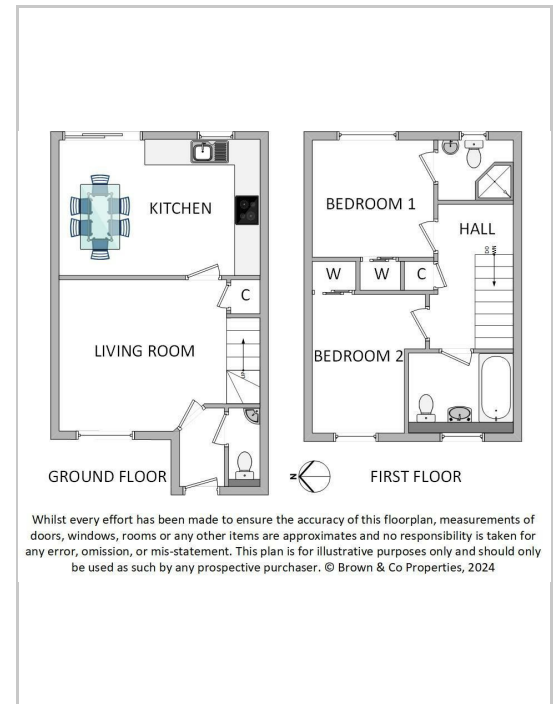 KITCHEN
C
LIVING ROOM
UP
GROUND FLOOR
BEDROOM 1
HALL
W W C
DOWN
BEDROOM 2
N
FIRST FLOOR
Whilst every effort has been made to ensure the accuracy of this floorplan, measurements of
doors, windows, rooms or any other items are approximates and no responsibility is taken for
any error, omission, or mis-statement. This plan is for illustrative purposes only and should only
be used as such by any prospective purchaser. © Brown & Co Properties, 2024